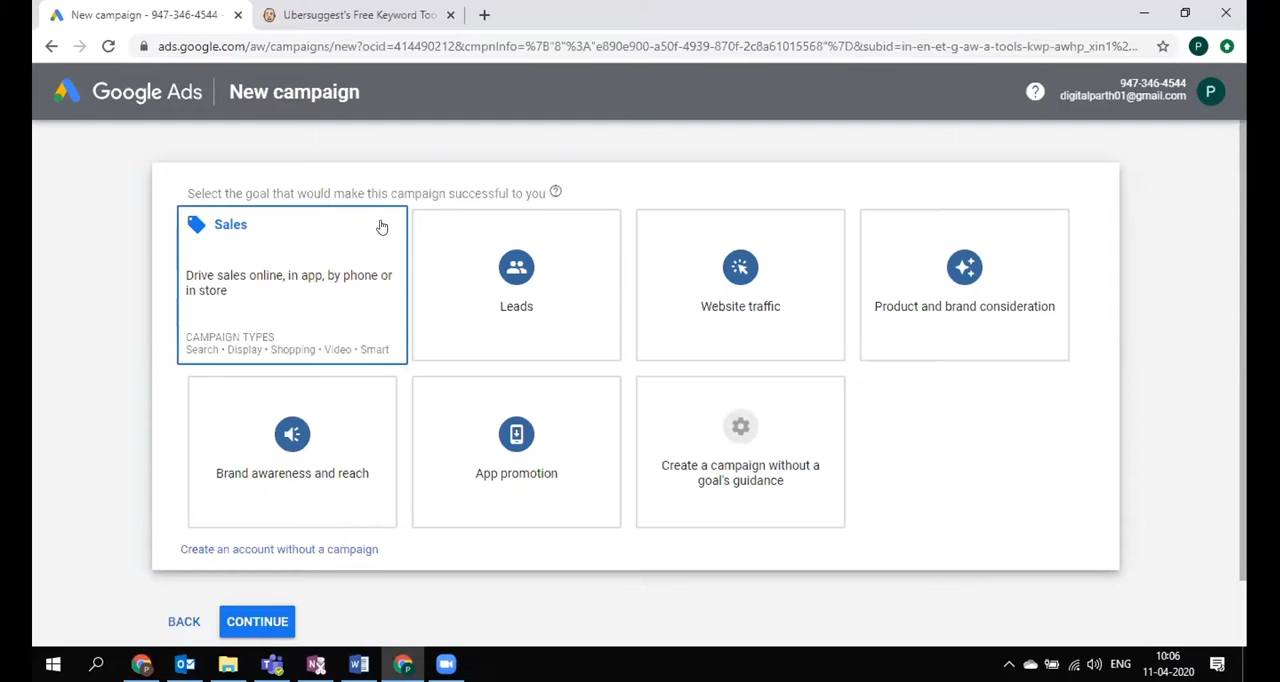 New campaign - 947-346-4544
Ubersuggest's Free Keyword Too
ads.google.com/aw/campaigns/new?ocid=414490212&cmpnInfo=%7B"8"%3A"e890e900-a50f-4939-870f-2c8a61015568"%7D&subid=in-en-et-g-aw-a-tools-kwp-awhp_xin1%2...
P
Google Ads
New campaign
947-346-4544
digitalparth01@gmail.com
P
Select the goal that would make this campaign successful to you
Sales
Drive sales online, in app, by phone or
in store
CAMPAIGN TYPES
Search • Display • Shopping • Video • Smart
Leads
Website traffic
Product and brand consideration
Brand awareness and reach
App promotion
Create a campaign without a
goal's guidance
Create an account without a campaign
BACK
CONTINUE
ENG
10:06
11-04-2020